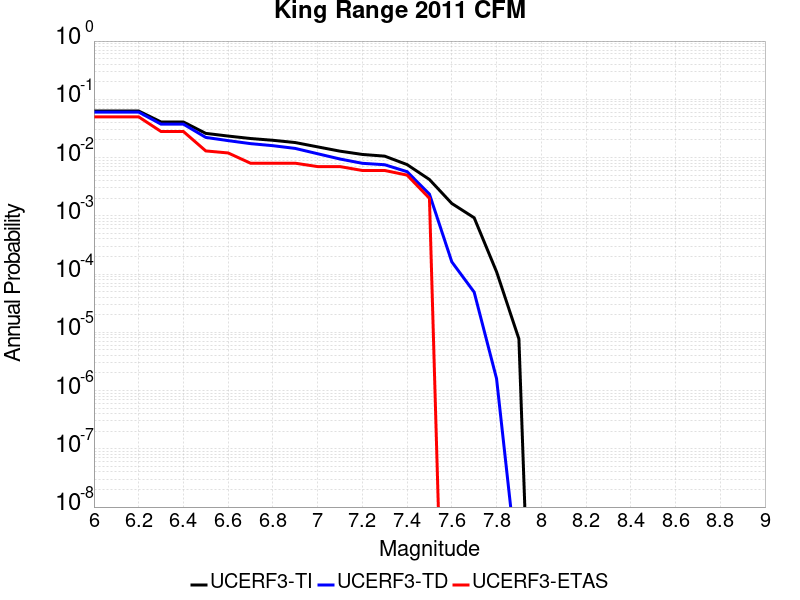 King Range 2011 CFM
10^0
10^-1
10^-2
10^-3
10^-4
10^-5
10^-6
10^-7
10^-8
Annual Probability
6 6.2 6.4 6.6 6.8 7 7.2 7.4 7.6 7.8 8 8.2 8.4 8.6 8.8 9
Magnitude
UCERF3-TI UCERF3-TD UCERF3-ETAS